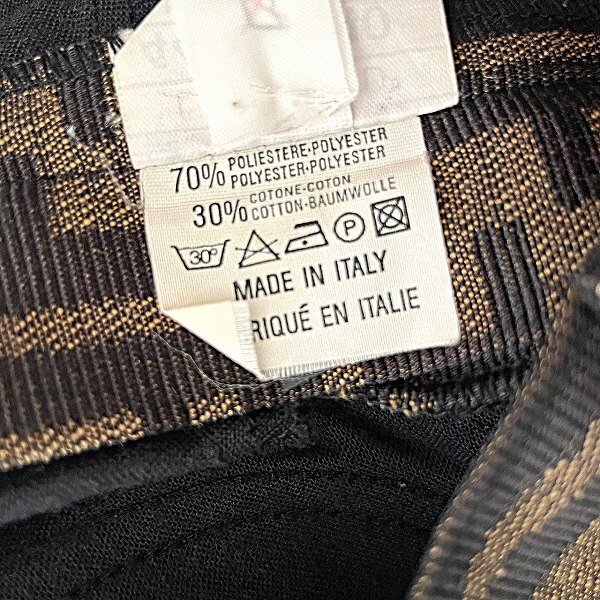 70% POLIESTERE·POLYESTER
POLYESTER·POLYESTER
30% COTONE·COTON
COTTON·BAUMWOLLE
30° P
MADE IN ITALY
RIQUÉ EN ITALIE